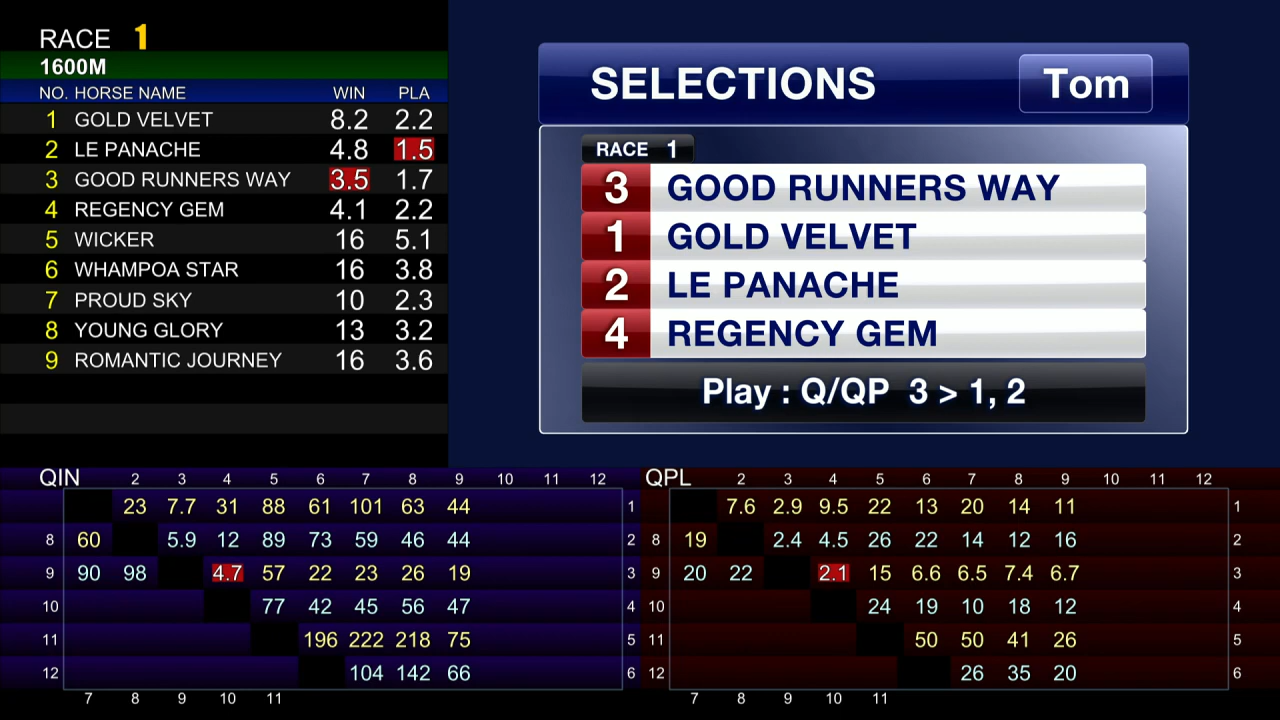 RACE 1
1600M
NO. HORSE NAME WIN PLA
1 GOLD VELVET 8.2 2.2
2 LE PANACHE 4.8 1.5
3 GOOD RUNNERS WAY 3.5 1.7
4 REGENCY GEM 4.1 2.2
5 WICKER 16 5.1
6 WHAMPOA STAR 16 3.8
7 PROUD SKY 10 2.3
8 YOUNG GLORY 13 3.2
9 ROMANTIC JOURNEY 16 3.6
SELECTIONS Tom
RACE 1
3 GOOD RUNNERS WAY
1 GOLD VELVET
2 LE PANACHE
4 REGENCY GEM
Play : Q/QP 3 > 1, 2
QIN 2 3 4 5 6 7 8 9 10 11 12
23 7.7 31 88 61 101 63 44 1
8 60 5.9 12 89 73 59 46 44 2
9 90 98 4.7 57 22 23 26 19 3
10 77 42 45 56 47 4
11 196 222 218 75 5
12 104 142 66 6
7 8 9 10 11
QPL 2 3 4 5 6 7 8 9 10 11 12
7.6 2.9 9.5 22 13 20 14 11 1
8 19 2.4 4.5 26 22 14 12 16 2
9 20 22 2.1 15 6.6 6.5 7.4 6.7 3
10 24 19 10 18 12 4
11 50 50 41 26 5
12 26 35 20 6
7 8 9 10 11